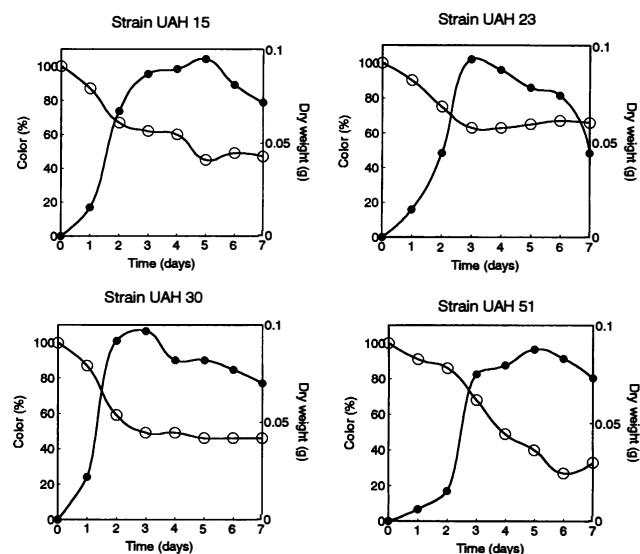 Strain UAH 15
Color (%)
100
80
60
40
20
0
0.1
0.05
0
Dry weight (g)
0 1 2 3 4 5 6 7
Time (days)
Strain UAH 23
Color (%)
100
80
60
40
20
0
0.1
0.05
0
Dry weight (g)
0 1 2 3 4 5 6 7
Time (days)
Strain UAH 30
Color (%)
100
80
60
40
20
0
0.1
0.05
0
Dry weight (g)
0 1 2 3 4 5 6 7
Time (days)
Strain UAH 51
Color (%)
100
80
60
40
20
0
0.1
0.05
0
Dry weight (g)
0 1 2 3 4 5 6 7
Time (days)